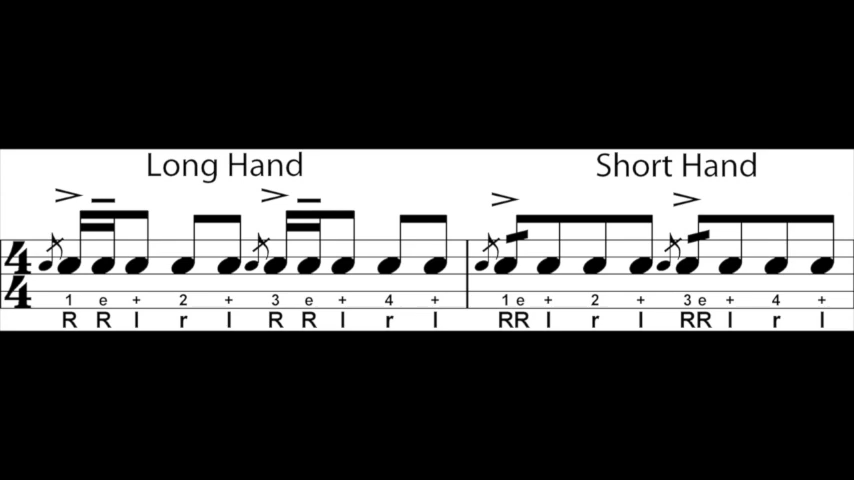 Long Hand Short Hand
4
4
1 e + 2 + 3 e + 4 + 1 e + 2 + 3 e + 4 +
R R l r l R R l r l RR l r l RR l r l